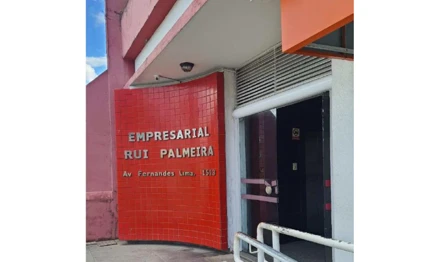 EMPRESARIAL
RUI PALMEIRA
Av. Fernandes Lima, 1513